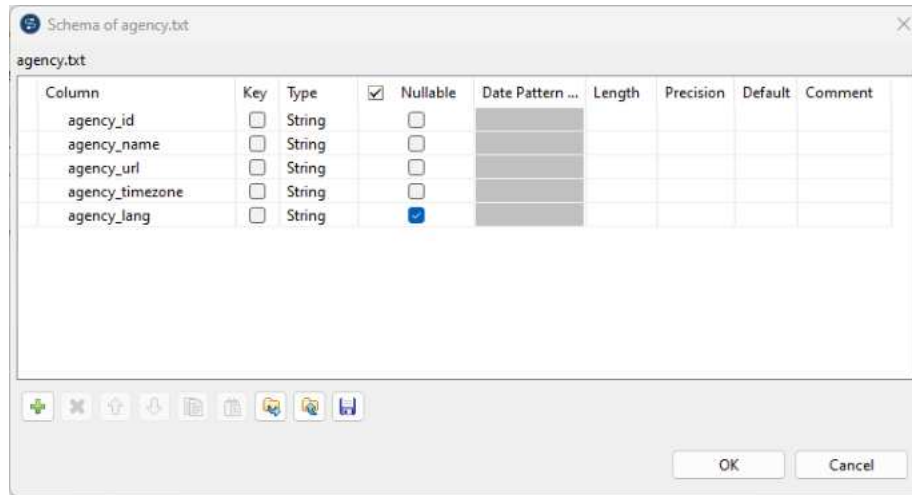 Schema of agency.txt
agency.txt
Column Key Type Nullable Date Pattern ... Length Precision Default Comment
agency_id String
agency_name String
agency_url String
agency_timezone String
agency_lang String
OK Cancel